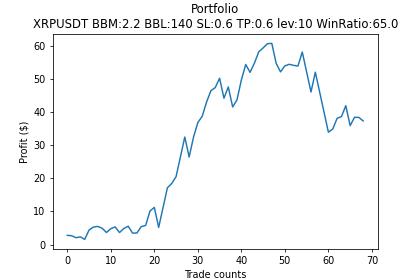 Portfolio
XRPUSDT BBM:2.2 BBL:140 SL:0.6 TP:0.6 lev:10 WinRatio:65.0
60
50
40
30
20
10
0
Profit ($)
0 10 20 30 40 50 60 70
Trade counts